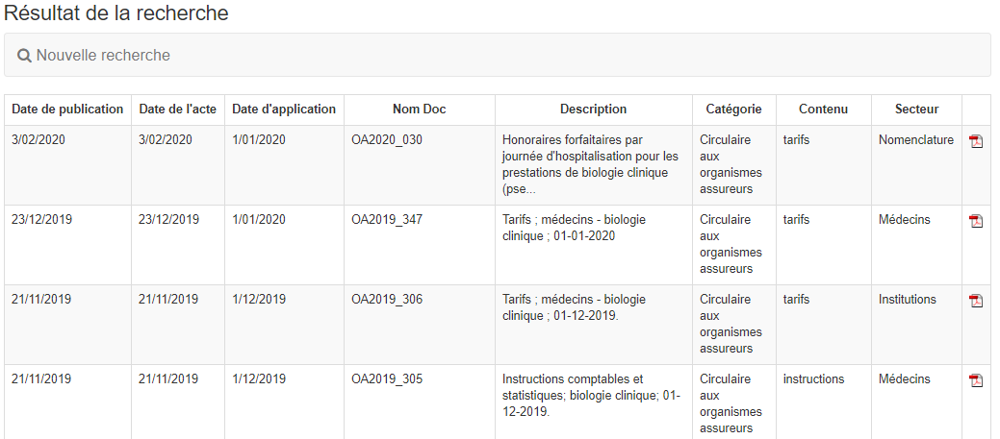 Résultat de la recherche
Nouvelle recherche
Date de publication Date de l'acte Date d'application Nom Doc Description Catégorie Contenu Secteur
3/02/2020 3/02/2020 1/01/2020 OA2020_030 Honoraires forfaitaires par Circulaire tarifs Nomenclature
journée d'hospitalisation pour les aux
prestations de biologie clinique organismes
(pse... assureurs
23/12/2019 23/12/2019 1/01/2020 OA2019_347 Tarifs ; médecins - biologie Circulaire tarifs Médecins
clinique ; 01-01-2020 aux
organismes
assureurs
21/11/2019 21/11/2019 1/12/2019 OA2019_306 Tarifs ; médecins - biologie Circulaire tarifs Institutions
clinique ; 01-12-2019. aux
organismes
assureurs
21/11/2019 21/11/2019 1/12/2019 OA2019_305 Instructions comptables et Circulaire instructions Médecins
statistiques; biologie clinique; 01- aux
12-2019. organismes
assureurs